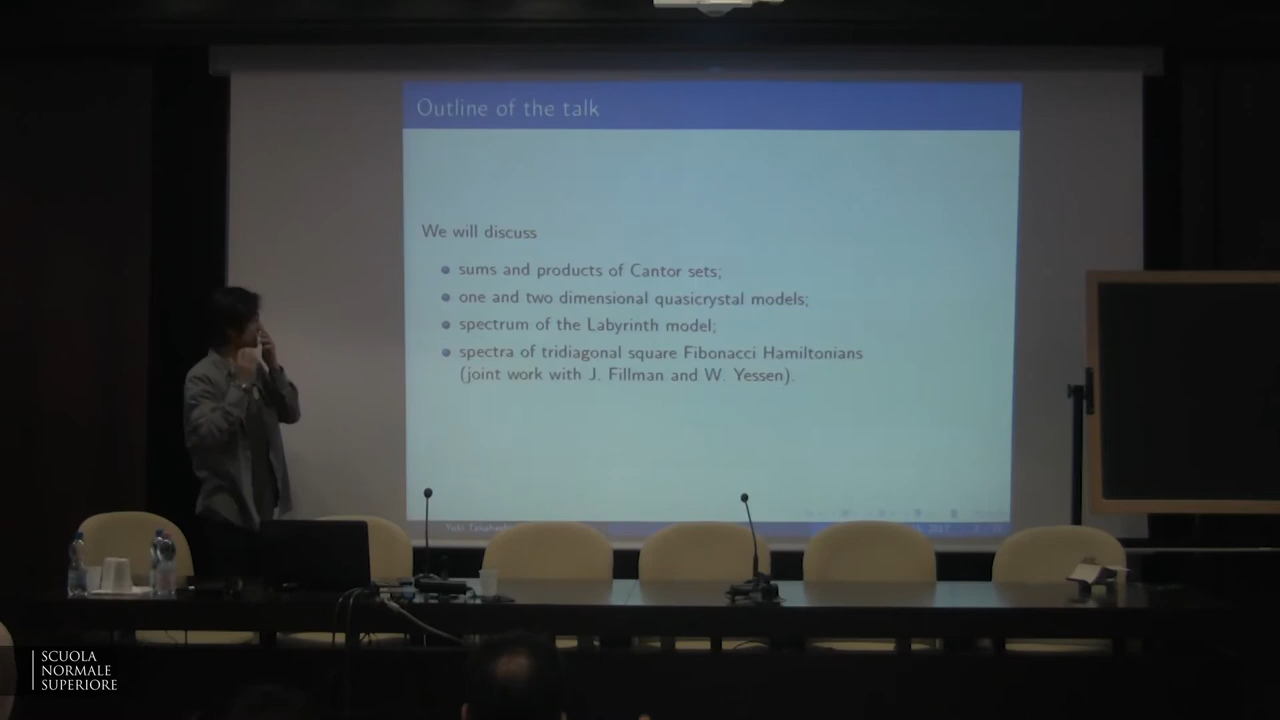 Outline of the talk
We will discuss
sums and products of Cantor sets;
one and two dimensional quasicrystal models;
spectrum of the Labyrinth model;
spectra of tridiagonal square Fibonacci Hamiltonians
(joint work with J. Fillman and W. Yessen).
Yuki
2017
SCUOLA
NORMALE
SUPERIORE